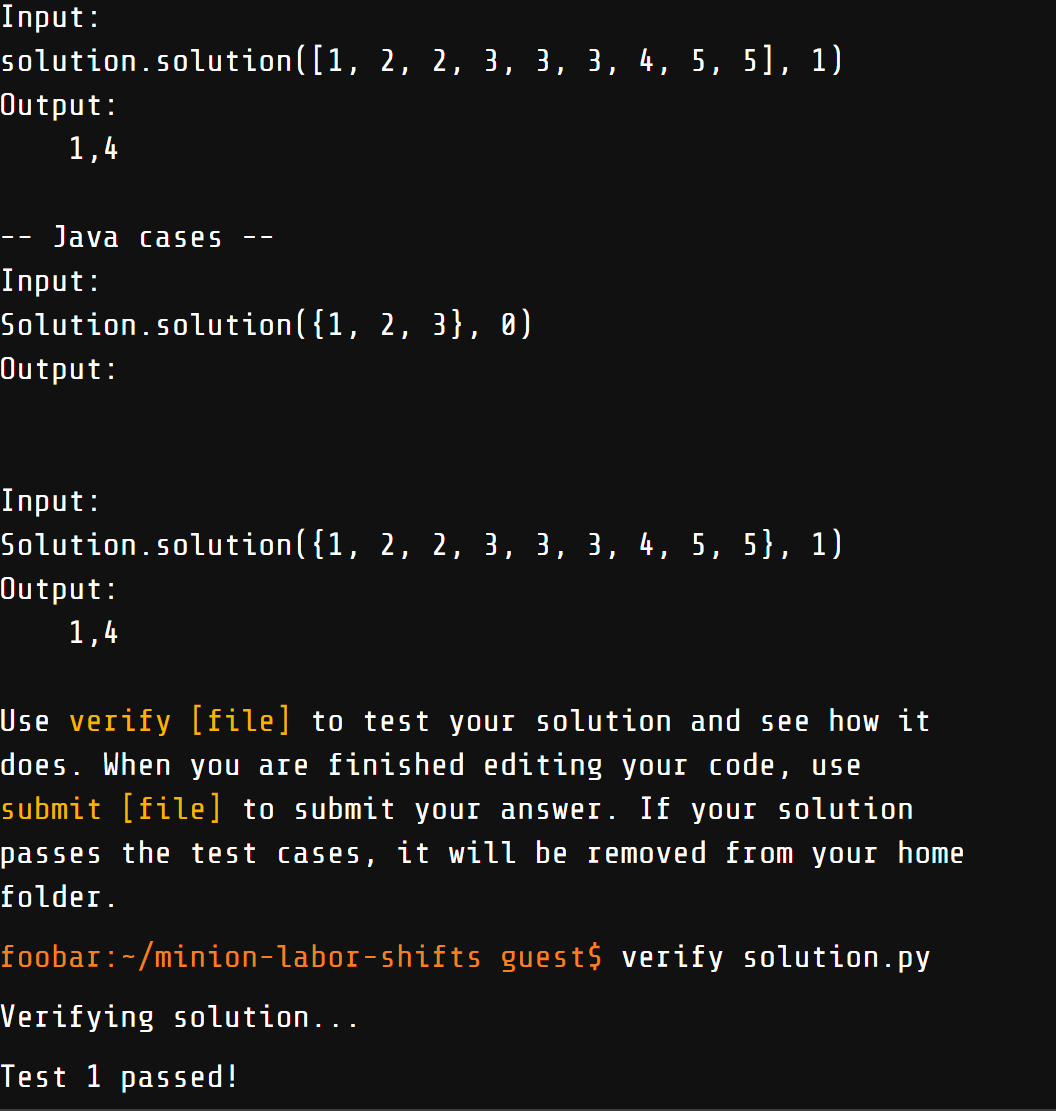 Input:
solution.solution([1, 2, 2, 3, 3, 3, 4, 5, 5], 1)
Output:
    1,4
-- Java cases --
Input:
Solution.solution({1, 2, 3}, 0)
Output:
Input:
Solution.solution({1, 2, 2, 3, 3, 3, 4, 5, 5}, 1)
Output:
    1,4
Use verify [file] to test your solution and see how it
does. When you are finished editing your code, use
submit [file] to submit your answer. If your solution
passes the test cases, it will be removed from your home
folder.
foobar:~/minion-labor-shifts guest$ verify solution.py
Verifying solution...
Test 1 passed!